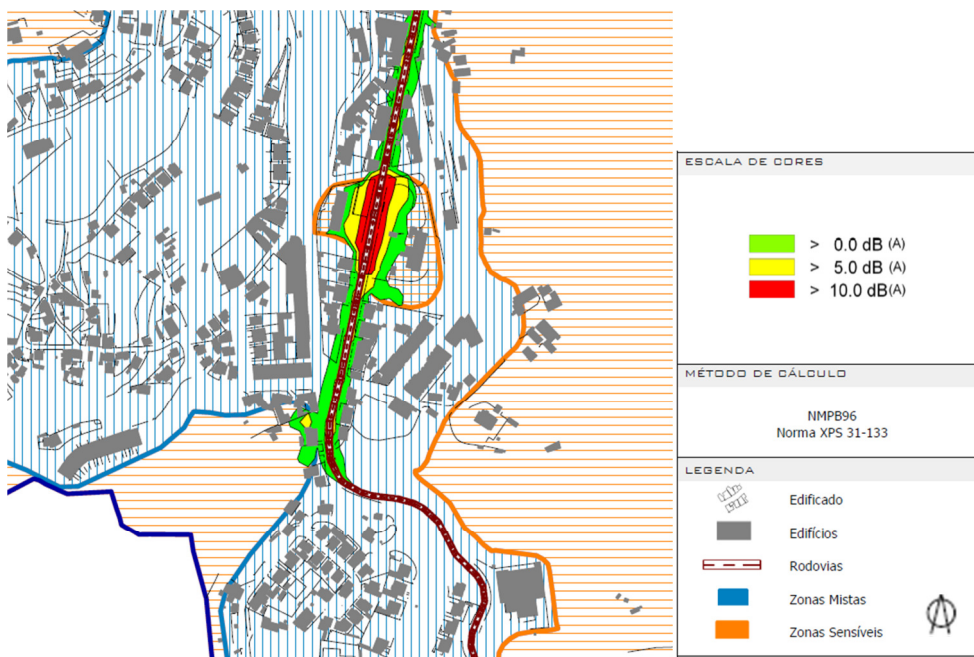 ESCALA DE CORES
> 0.0 dB (A)
> 5.0 dB (A)
> 10.0 dB(A)
MÉTODO DE CÁLCULO
NMPB96
Norma XPS 31-133
LEGENDA
Edificado
Edifícios
Rodovias
Zonas Mistas
Zonas Sensíveis